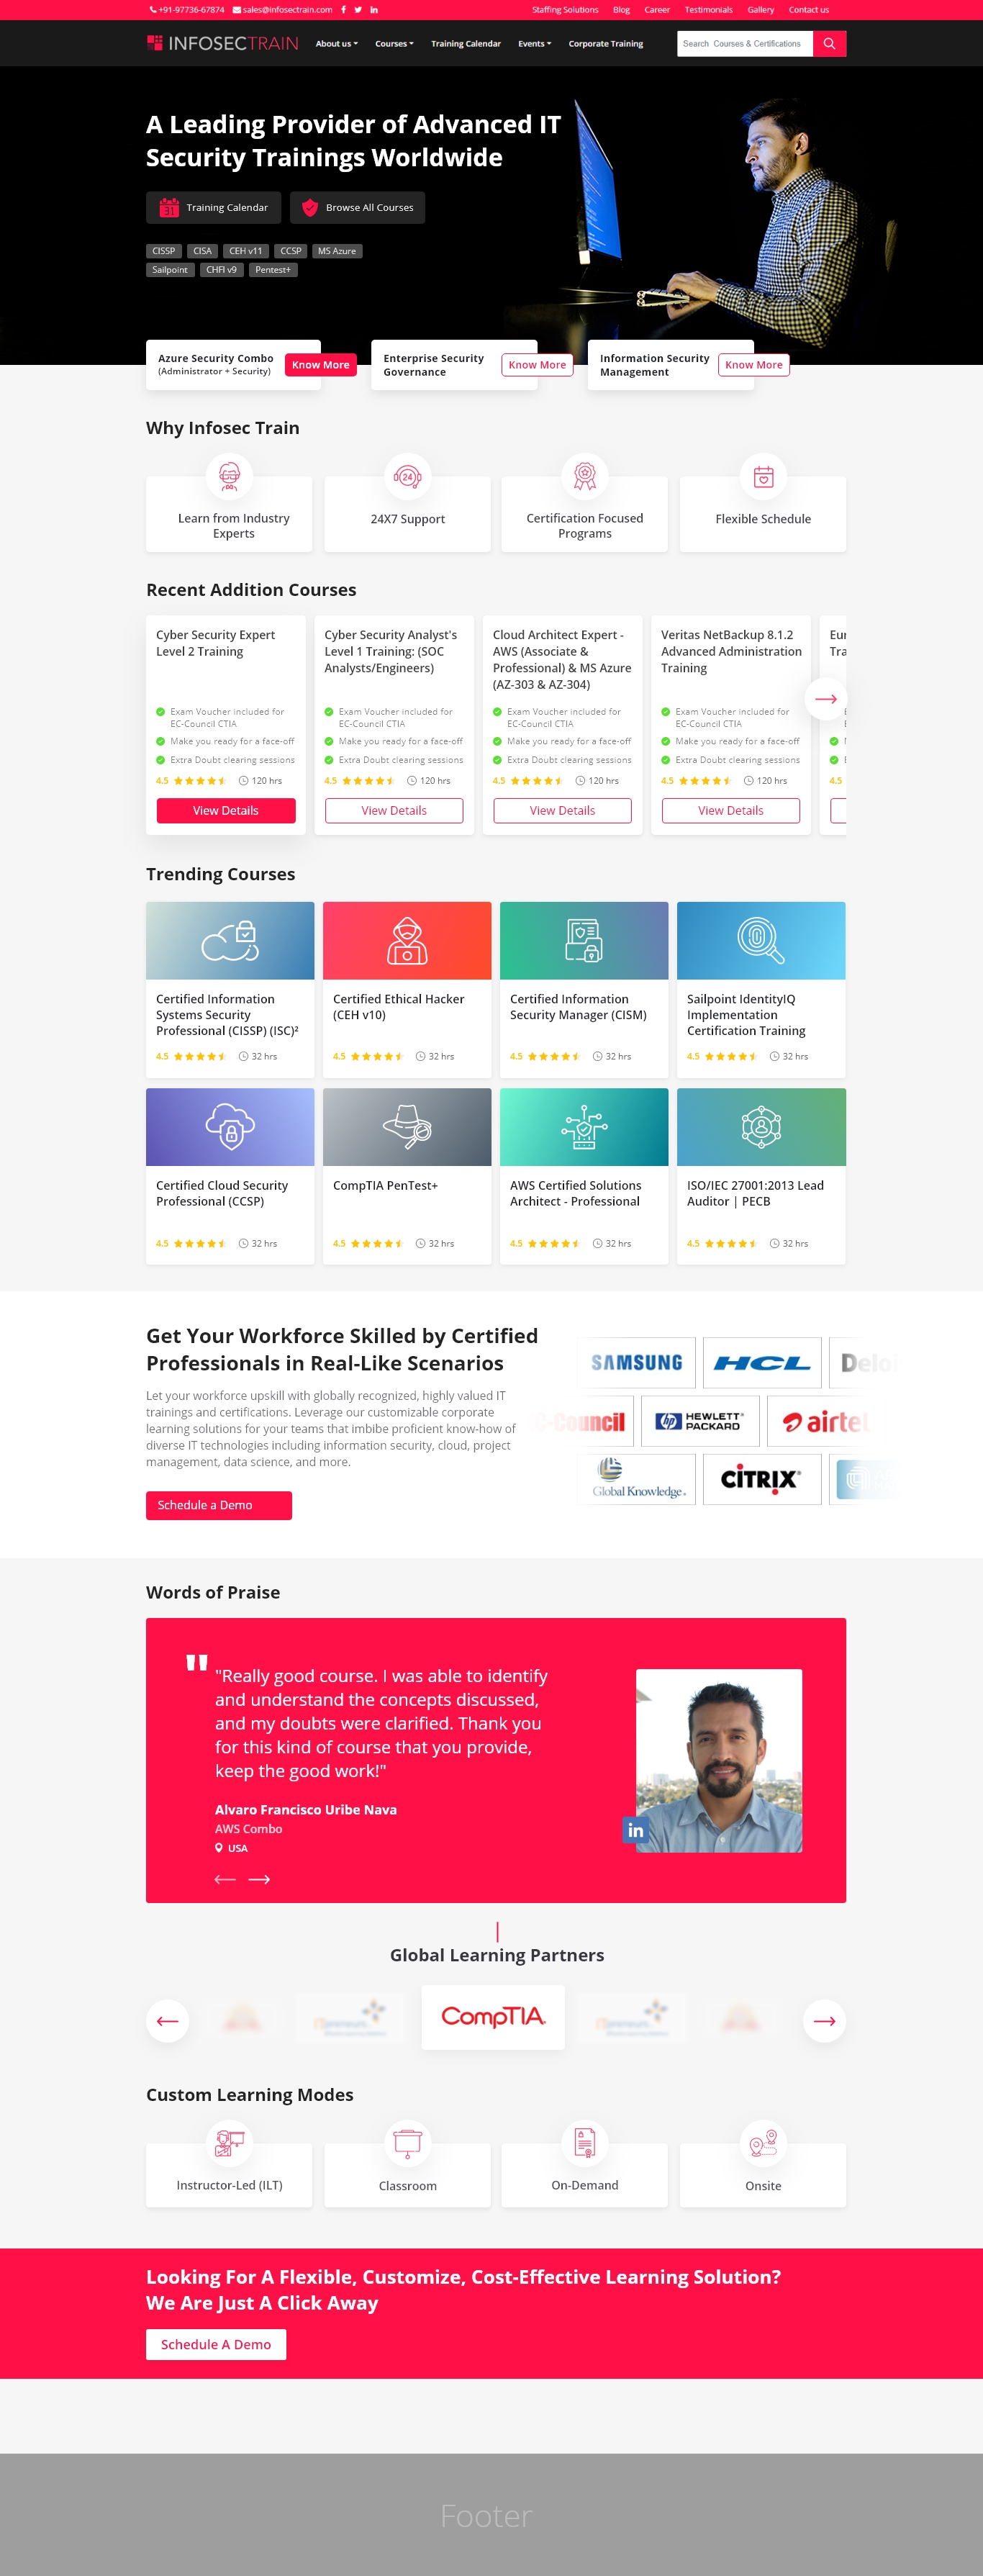 +91-97736-67874 sales@infosectrain.com Staffing Solutions Blog Career Testimonials Gallery Contact us
INFOSECTRAIN About us Courses Training Calendar Events Corporate Training Search Courses & Certifications
A Leading Provider of Advanced IT
Security Trainings Worldwide
31 Training Calendar Browse All Courses
CISSP CISA CEH v11 CCSP MS Azure
Sailpoint CHFI v9 Pentest+
Azure Security Combo
(Administrator + Security)
Know More
Enterprise Security
Governance
Know More
Information Security
Management
Know More
Why Infosec Train
Learn from Industry
Experts
24
24X7 Support
Certification Focused
Programs
Flexible Schedule
Recent Addition Courses
Cyber Security Expert
Level 2 Training
Exam Voucher included for
EC-Council CTIA
Make you ready for a face-off
Extra Doubt clearing sessions
4.5 120 hrs
View Details
Cyber Security Analyst's
Level 1 Training: (SOC
Analysts/Engineers)
Exam Voucher included for
EC-Council CTIA
Make you ready for a face-off
Extra Doubt clearing sessions
4.5 120 hrs
View Details
Cloud Architect Expert -
AWS (Associate &
Professional) & MS Azure
(AZ-303 & AZ-304)
Exam Voucher included for
EC-Council CTIA
Make you ready for a face-off
Extra Doubt clearing sessions
4.5 120 hrs
View Details
Veritas NetBackup 8.1.2
Advanced Administration
Training
Exam Voucher included for
EC-Council CTIA
Make you ready for a face-off
Extra Doubt clearing sessions
4.5 120 hrs
View Details
Eur
Tra
4.5
Trending Courses
Certified Information
Systems Security
Professional (CISSP) (ISC)²
4.5 32 hrs
Certified Ethical Hacker
(CEH v10)
4.5 32 hrs
Certified Information
Security Manager (CISM)
4.5 32 hrs
Sailpoint IdentityIQ
Implementation
Certification Training
4.5 32 hrs
Certified Cloud Security
Professional (CCSP)
4.5 32 hrs
CompTIA PenTest+
4.5 32 hrs
AWS Certified Solutions
Architect - Professional
4.5 32 hrs
ISO/IEC 27001:2013 Lead
Auditor | PECB
4.5 32 hrs
Get Your Workforce Skilled by Certified
Professionals in Real-Like Scenarios
Let your workforce upskill with globally recognized, highly valued IT
trainings and certifications. Leverage our customizable corporate
learning solutions for your teams that imbibe proficient know-how of
diverse IT technologies including information security, cloud, project
management, data science, and more.
Schedule a Demo
SAMSUNG HCL Deloi
C-Council hp HEWLETT PACKARD airtel
Global Knowledge. CITRIX
Words of Praise
"Really good course. I was able to identify
and understand the concepts discussed,
and my doubts were clarified. Thank you
for this kind of course that you provide,
keep the good work!"
Alvaro Francisco Uribe Nava
AWS Combo
USA
in
Global Learning Partners
CompTIA.
Custom Learning Modes
Instructor-Led (ILT)
Classroom
On-Demand
Onsite
Looking For A Flexible, Customize, Cost-Effective Learning Solution?
We Are Just A Click Away
Schedule A Demo
Footer